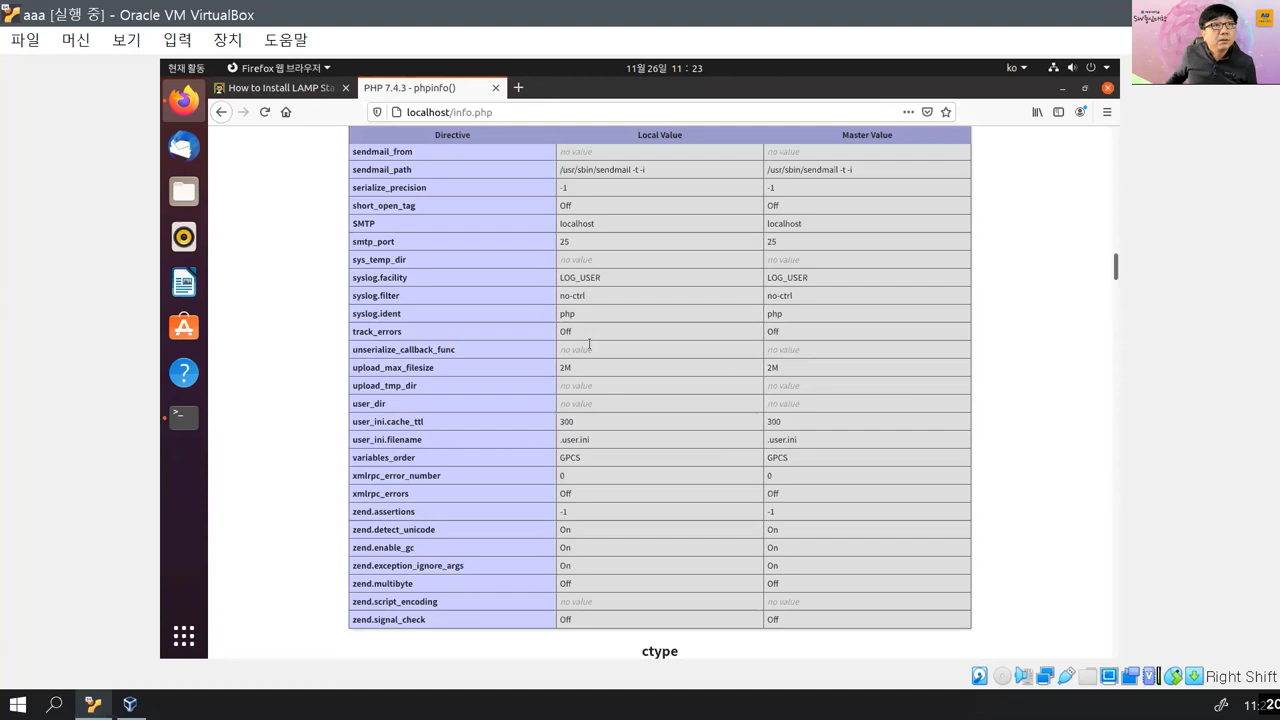 aaa [실행 중] - Oracle VM VirtualBox
파일 머신 보기 입력 장치 도움말
현재 활동 Firefox 웹 브라우저 11월 26일 11 : 23 ko
How to Install LAMP Sta PHP 7.4.3 - phpinfo()
localhost/info.php
Directive Local Value Master Value
sendmail_from no value no value
sendmail_path /usr/sbin/sendmail -t -i /usr/sbin/sendmail -t -i
serialize_precision -1 -1
short_open_tag Off Off
SMTP localhost localhost
smtp_port 25 25
sys_temp_dir no value no value
syslog.facility LOG_USER LOG_USER
syslog.filter no-ctrl no-ctrl
syslog.ident php php
track_errors Off Off
unserialize_callback_func no value no value
upload_max_filesize 2M 2M
upload_tmp_dir no value no value
user_dir no value no value
user_ini.cache_ttl 300 300
user_ini.filename .user.ini .user.ini
variables_order GPCS GPCS
xmlrpc_error_number 0 0
xmlrpc_errors Off Off
zend.assertions -1 -1
zend.detect_unicode On On
zend.enable_gc On On
zend.exception_ignore_args On On
zend.multibyte Off Off
zend.script_encoding no value no value
zend.signal_check Off Off
ctype
Right Shift